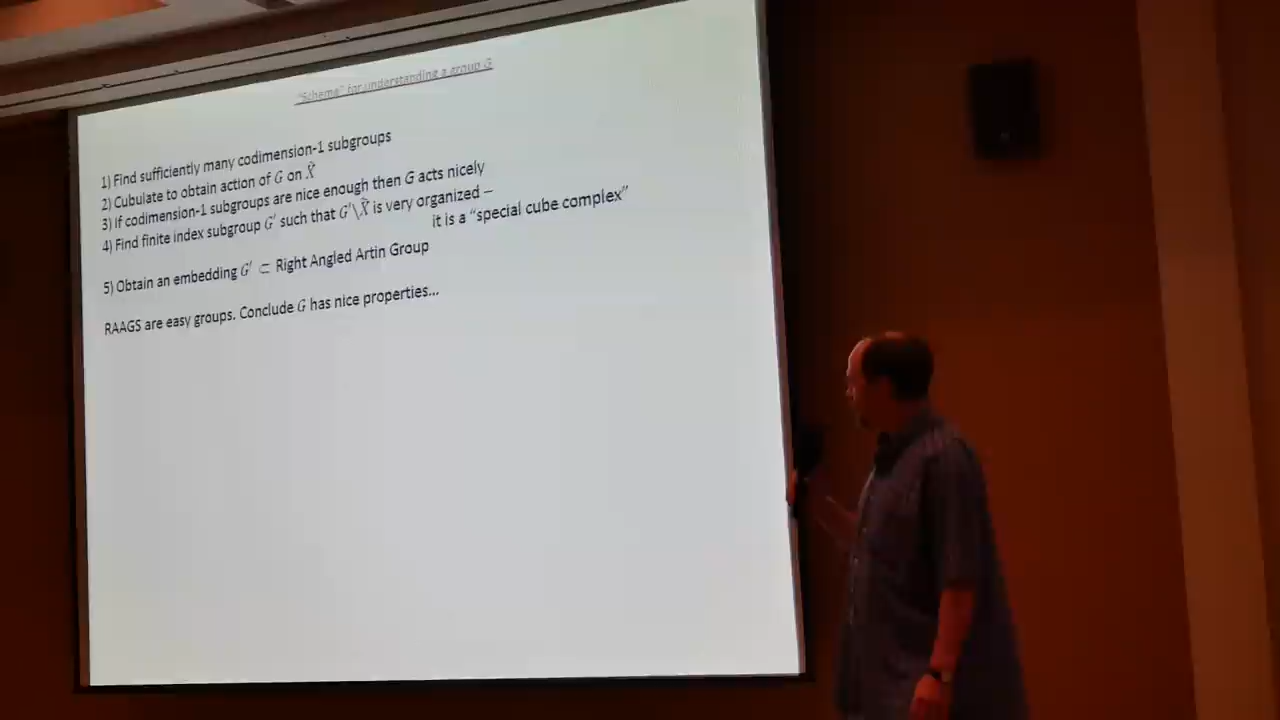 "Scheme" for understanding a group G
1) Find sufficiently many codimension-1 subgroups
2) Cubulate to obtain action of G on X̃
3) If codimension-1 subgroups are nice enough then G acts nicely
4) Find finite index subgroup G' such that G'\X̃ is very organized –
it is a “special cube complex”
5) Obtain an embedding G' ⊂ Right Angled Artin Group
RAAGS are easy groups. Conclude G has nice properties...